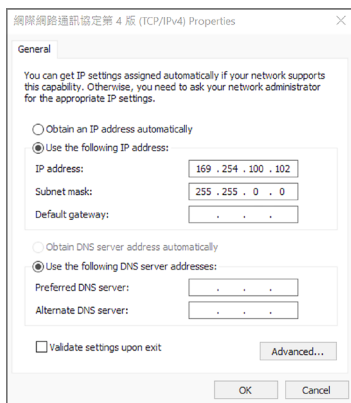 網際網路通訊協定第 4 版 (TCP/IPv4) Properties
General
You can get IP settings assigned automatically if your network supports
this capability. Otherwise, you need to ask your network administrator
for the appropriate IP settings.
Obtain an IP address automatically
Use the following IP address:
IP address: 169 . 254 . 100 . 102
Subnet mask: 255 . 255 . 0 . 0
Default gateway: . . .
Obtain DNS server address automatically
Use the following DNS server addresses:
Preferred DNS server: . . .
Alternate DNS server: . . .
Validate settings upon exit
Advanced...
OK Cancel